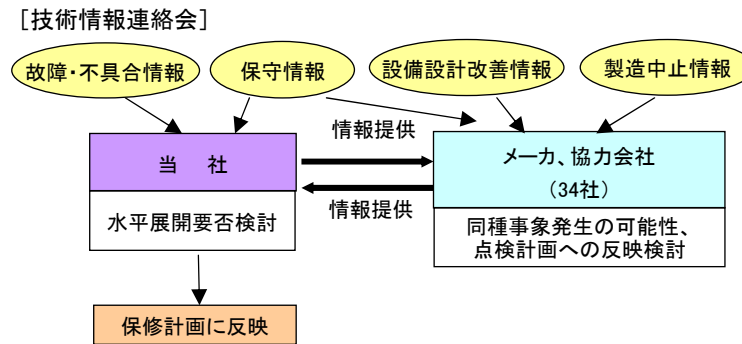 ［技術情報連絡会］
故障・不具合情報
保守情報
設備設計改善情報
製造中止情報
情報提供
当　社
メーカ、協力会社
（34社）
情報提供
水平展開要否検討
同種事象発生の可能性、
点検計画への反映検討
保修計画に反映